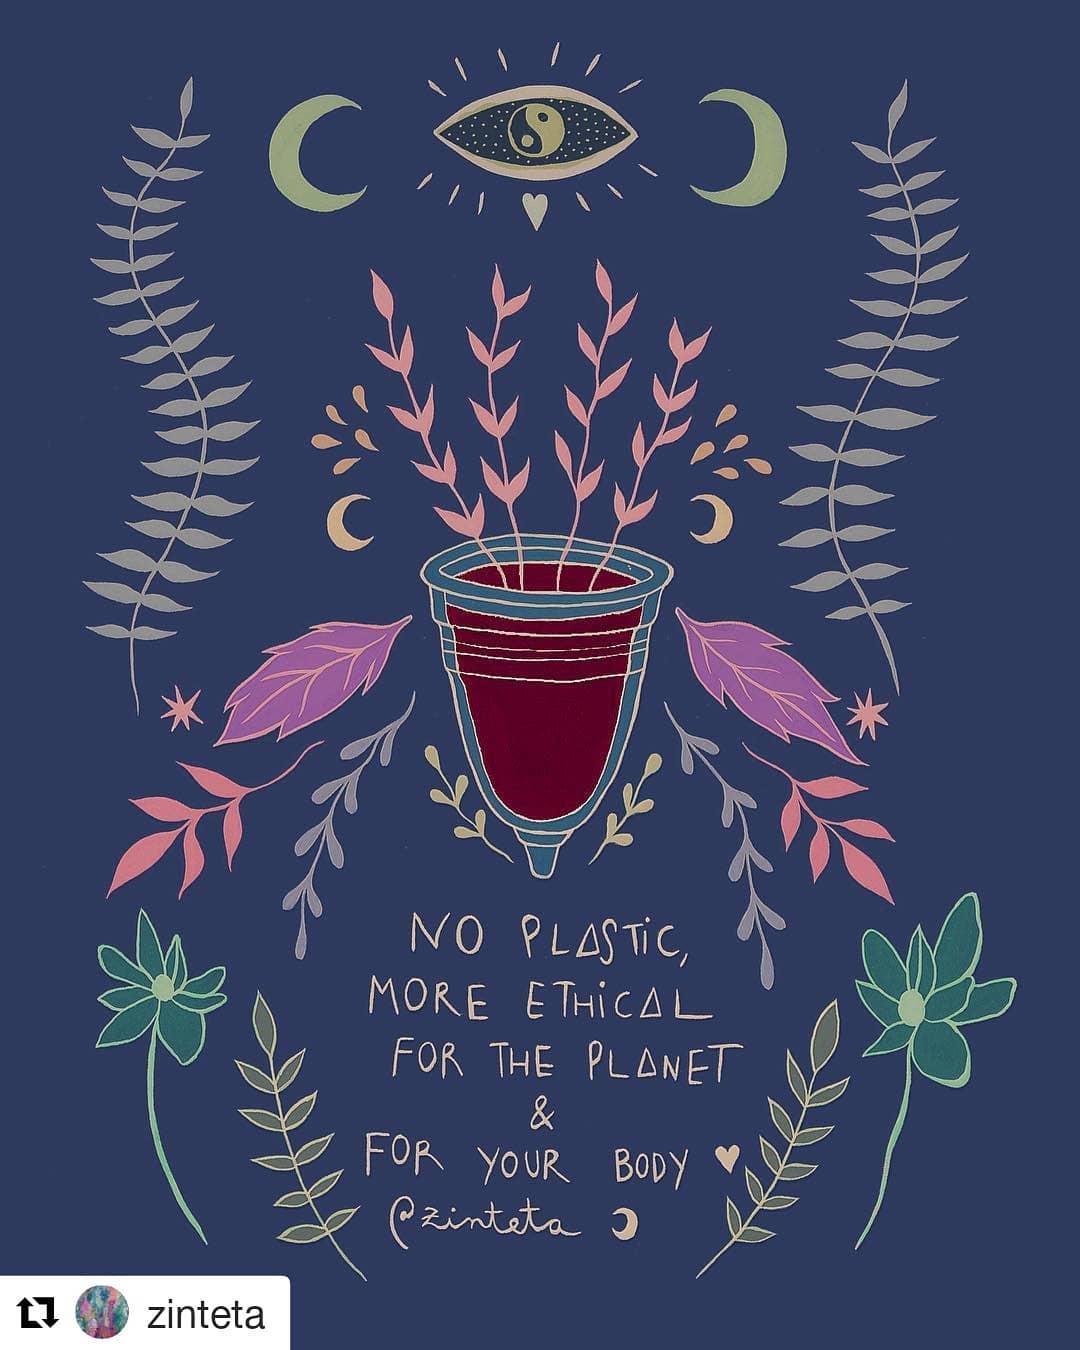 NO PLASTiC,
MORE EThiCAL
FOR THE PLANET
&
FOR YOUR BODY ♥
@zinteta
zinteta